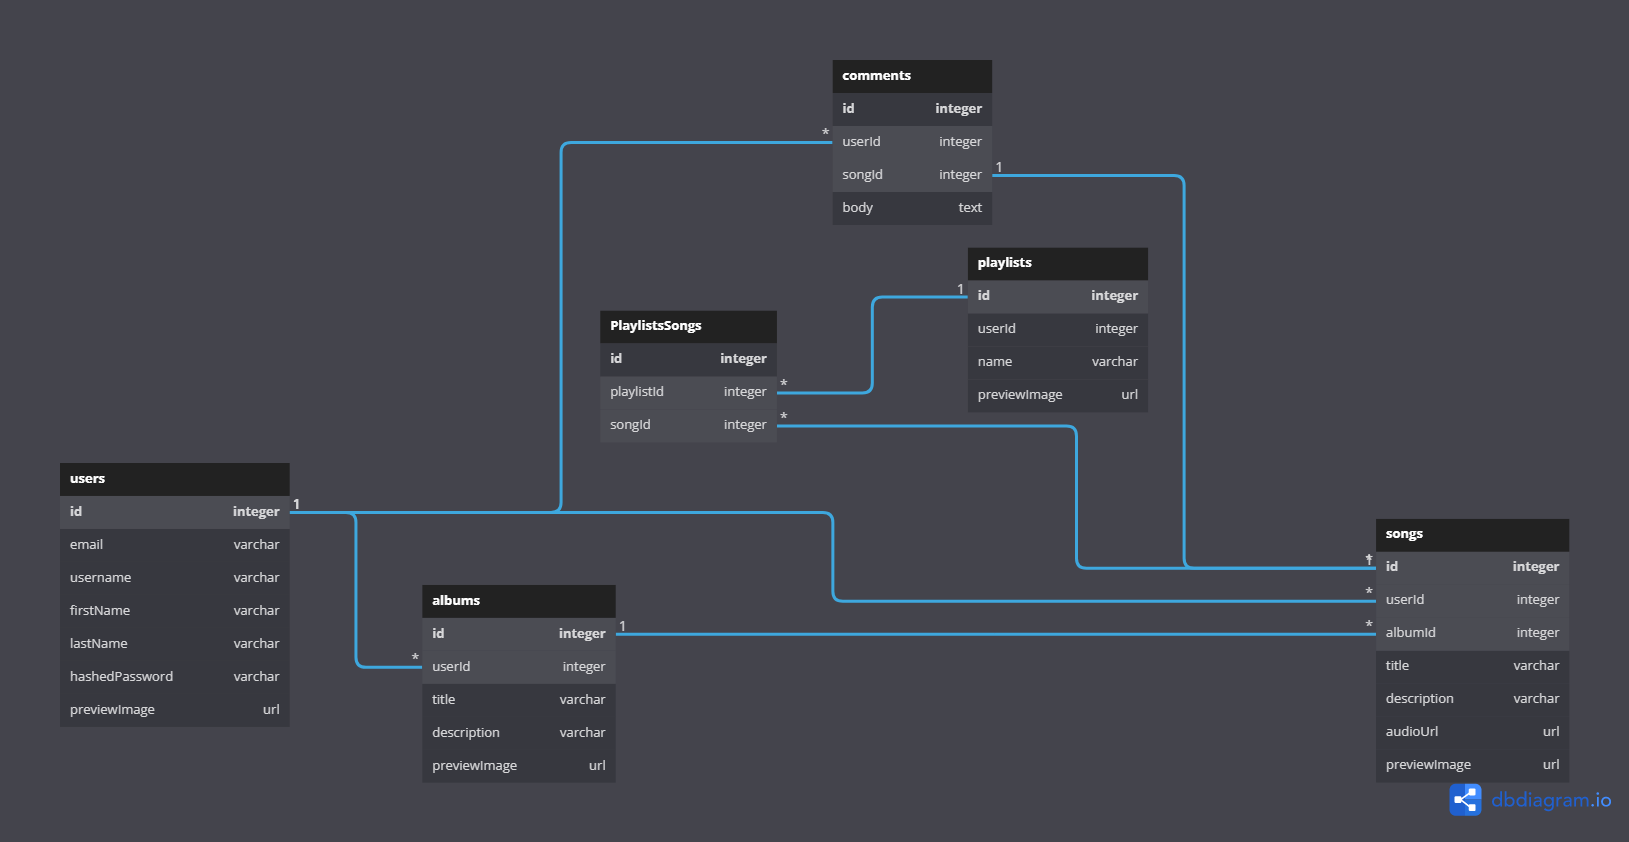 comments
id integer
* userId integer
songId integer 1
body text
playlists
1 id integer
userId integer
name varchar
previewImage url
PlaylistsSongs
id integer
playlistId integer *
songId integer *
users
id integer 1
email varchar
username varchar
firstName varchar
lastName varchar
hashedPassword varchar
previewImage url
albums
id integer 1
* userId integer
title varchar
description varchar
previewImage url
songs
id integer
* userId integer
* albumId integer
title varchar
description varchar
audioUrl url
previewImage url
dbdiagram.io